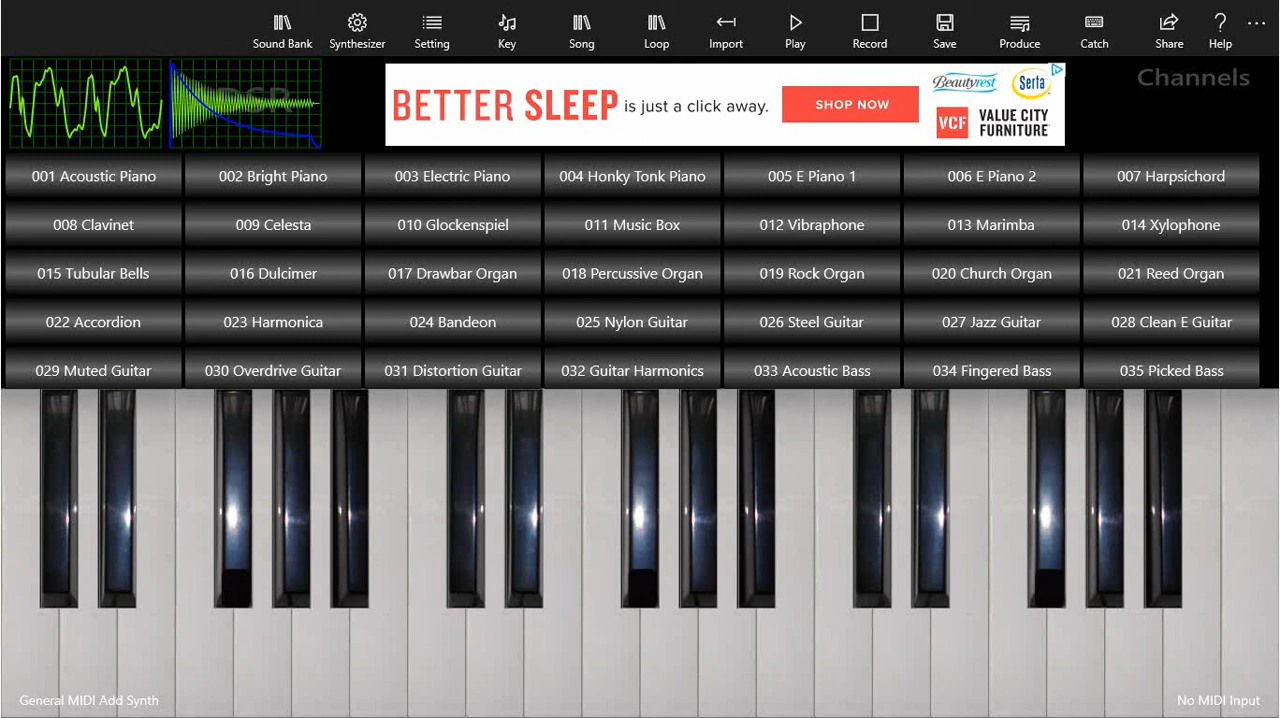 Sound Bank
Synthesizer
Setting
Key
Song
Loop
Import
Play
Record
Save
Produce
Catch
Share
Help
DSP
BETTER SLEEP is just a click away.
SHOP NOW
Beautyrest
Serta
VCF
VALUE CITY
FURNITURE
Channels
001 Acoustic Piano
002 Bright Piano
003 Electric Piano
004 Honky Tonk Piano
005 E Piano 1
006 E Piano 2
007 Harpsichord
008 Clavinet
009 Celesta
010 Glockenspiel
011 Music Box
012 Vibraphone
013 Marimba
014 Xylophone
015 Tubular Bells
016 Dulcimer
017 Drawbar Organ
018 Percussive Organ
019 Rock Organ
020 Church Organ
021 Reed Organ
022 Accordion
023 Harmonica
024 Bandeon
025 Nylon Guitar
026 Steel Guitar
027 Jazz Guitar
028 Clean E Guitar
029 Muted Guitar
030 Overdrive Guitar
031 Distortion Guitar
032 Guitar Harmonics
033 Acoustic Bass
034 Fingered Bass
035 Picked Bass
General MIDI Add Synth
No MIDI Input